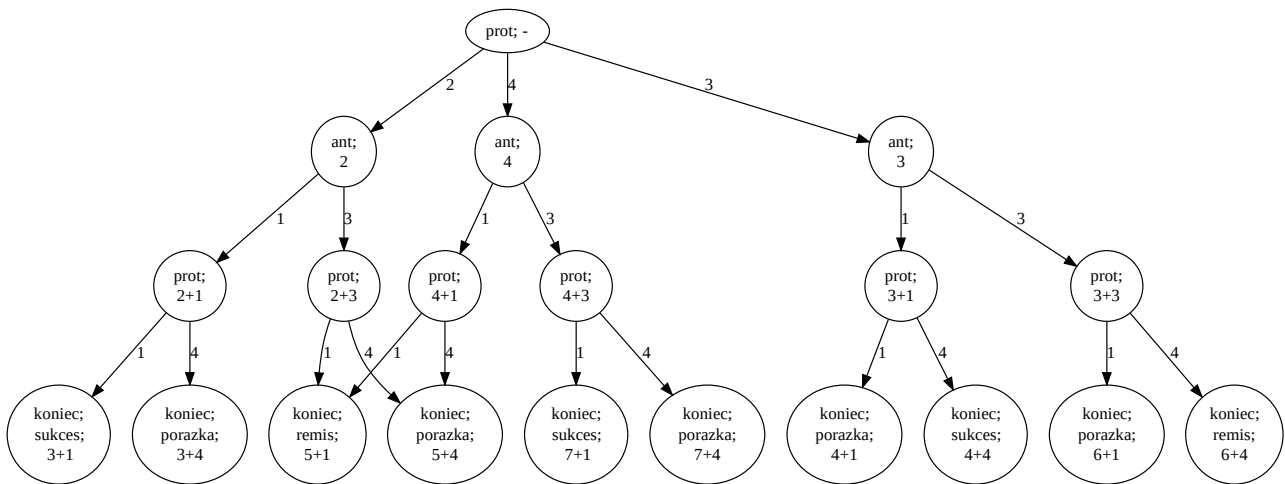 prot; -
2
4
3
ant;
2
ant;
4
ant;
3
1
3
1
3
1
3
prot;
2+1
prot;
2+3
prot;
4+1
prot;
4+3
prot;
3+1
prot;
3+3
1
4
1
4
1
4
1
4
1
4
1
4
koniec;
sukces;
3+1
koniec;
porazka;
3+4
koniec;
remis;
5+1
koniec;
porazka;
5+4
koniec;
sukces;
7+1
koniec;
porazka;
7+4
koniec;
porazka;
4+1
koniec;
sukces;
4+4
koniec;
porazka;
6+1
koniec;
remis;
6+4